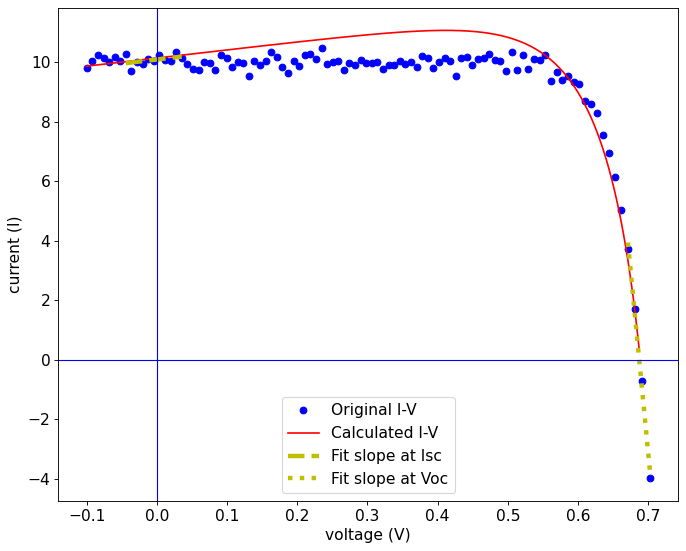 10
8
6
4
2
0
−2
−4
current (I)
Original I-V
Calculated I-V
Fit slope at Isc
Fit slope at Voc
−0.1 0.0 0.1 0.2 0.3 0.4 0.5 0.6 0.7
voltage (V)